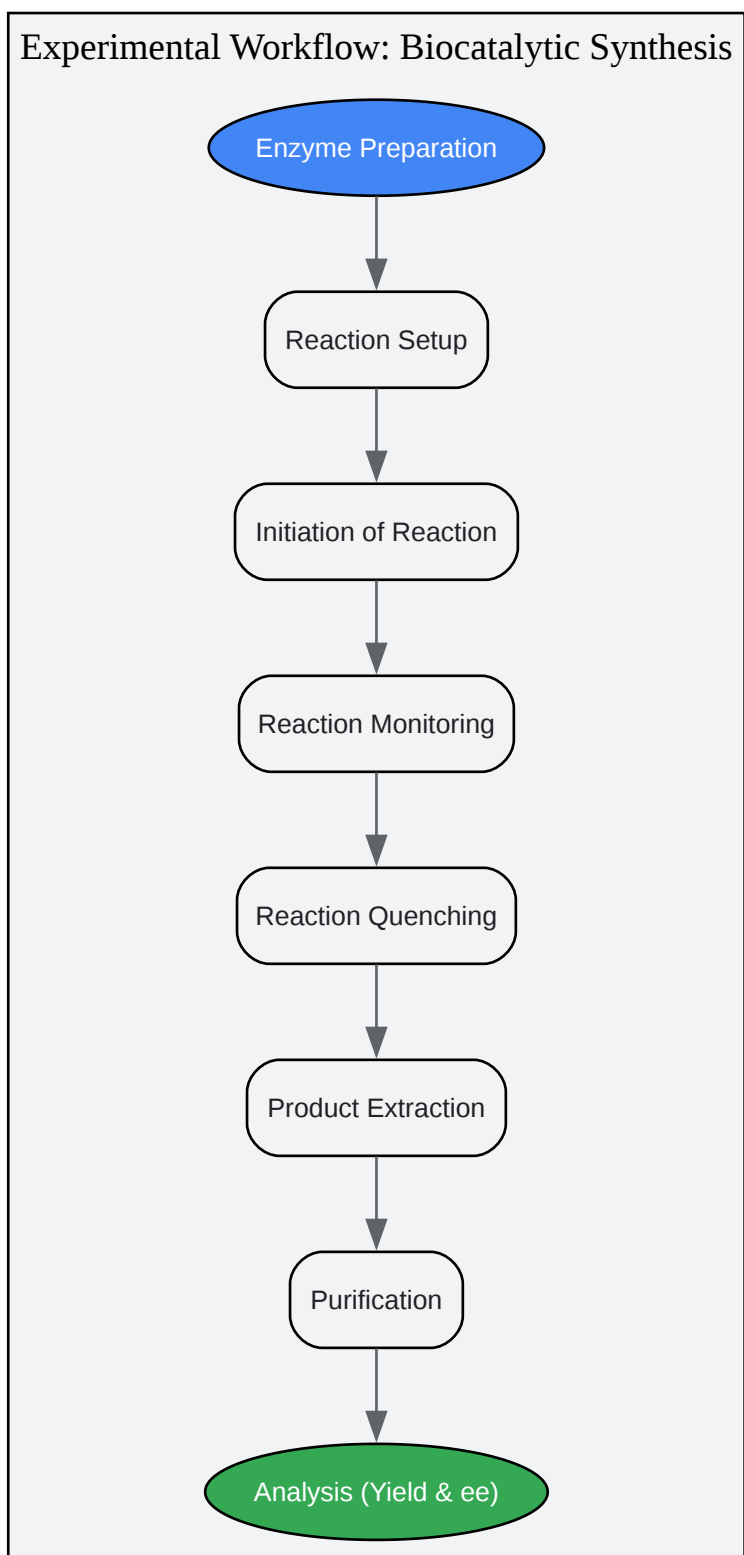 Experimental Workflow: Biocatalytic Synthesis
Enzyme Preparation
Reaction Setup
Initiation of Reaction
Reaction Monitoring
Reaction Quenching
Product Extraction
Purification
Analysis (Yield & ee)